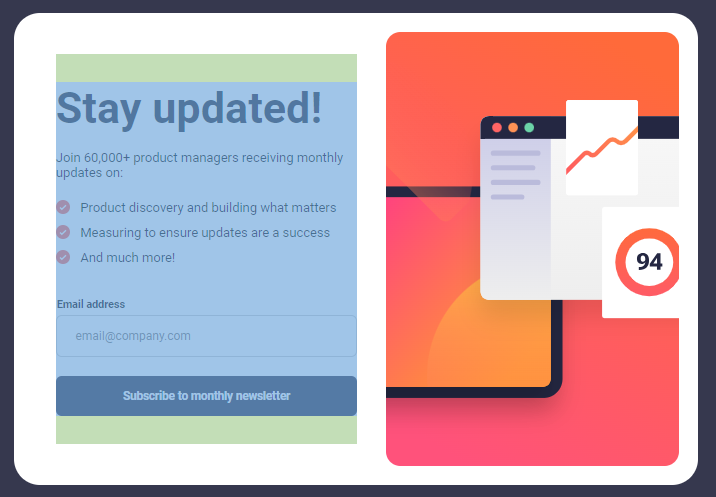 Stay updated!
Join 60,000+ product managers receiving monthly
updates on:
Product discovery and building what matters
Measuring to ensure updates are a success
And much more!
Email address
email@company.com
Subscribe to monthly newsletter
94